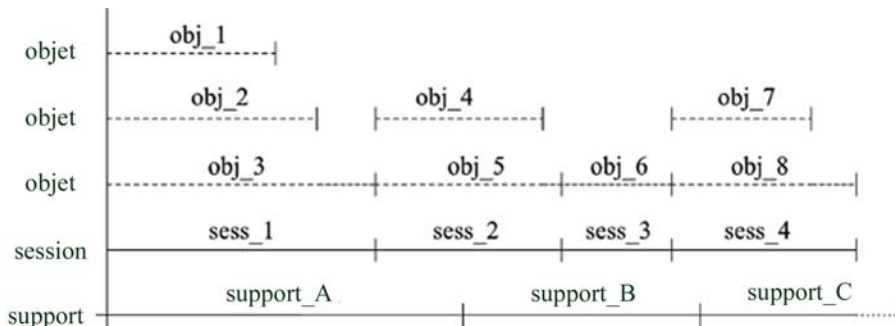 objet obj_1
objet obj_2 obj_4 obj_7
objet obj_3 obj_5 obj_6 obj_8
session sess_1 sess_2 sess_3 sess_4
support support_A support_B support_C